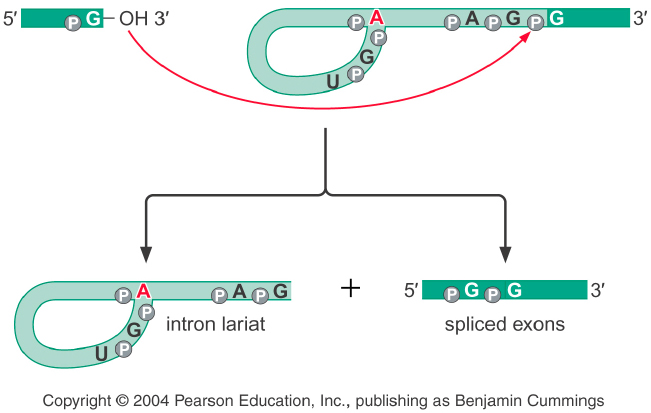 5′ P G OH 3′ P A P A P G P G 3′
P
G
U P
P A P A P G + 5′ P G P G 3′
P
G intron lariat spliced exons
U P
Copyright © 2004 Pearson Education, Inc., publishing as Benjamin Cummings